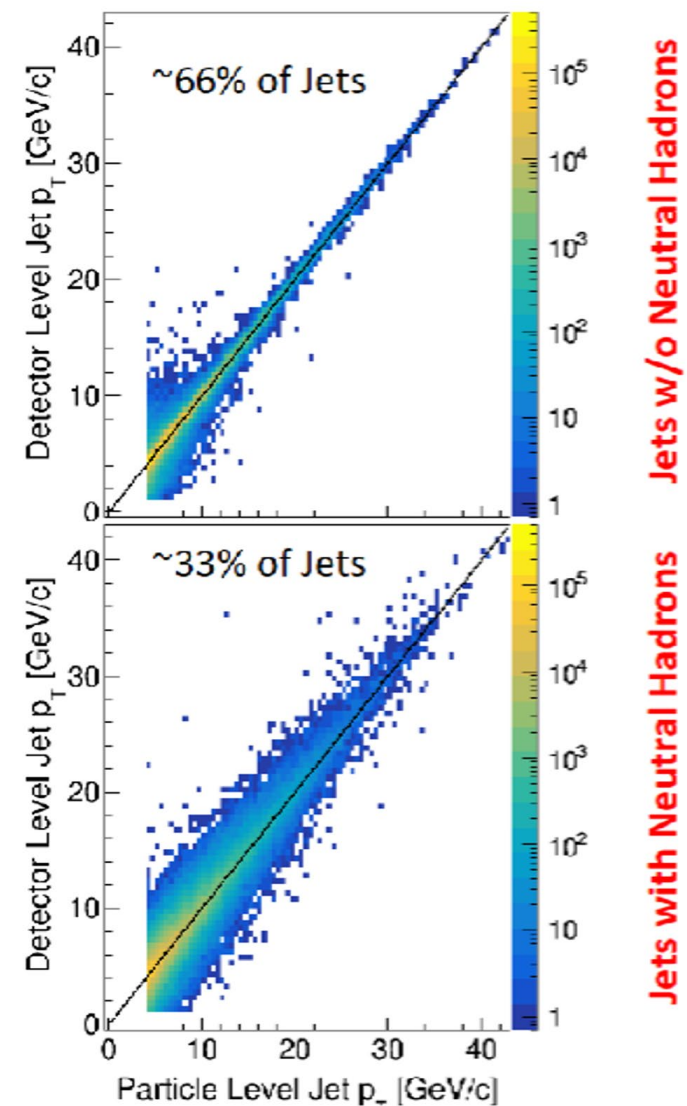 Detector Level Jet p_T [GeV/c]
40
30
20
10
0
~66% of Jets
10^5
10^4
10^3
10^2
10
1
Jets w/o Neutral Hadrons
Detector Level Jet p_T [GeV/c]
40
30
20
10
0
~33% of Jets
10^5
10^4
10^3
10^2
10
1
Jets with Neutral Hadrons
0 10 20 30 40
Particle Level Jet p_T [GeV/c]